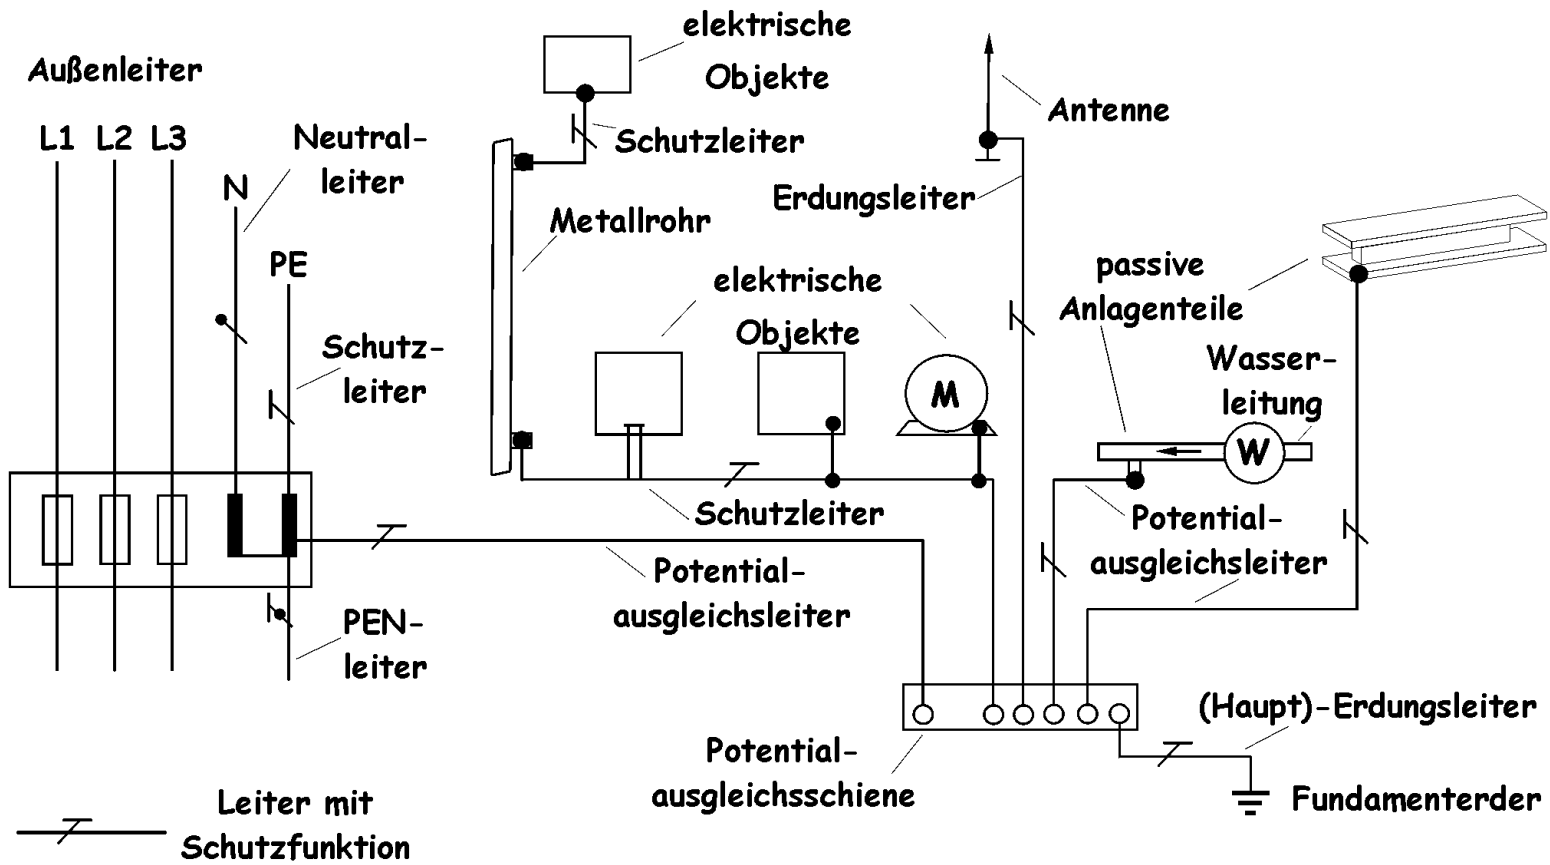 elektrische
Objekte
Außenleiter
L1 L2 L3
Neutral-
leiter
N
PE
Schutzleiter
Antenne
Erdungsleiter
Metallrohr
elektrische
Objekte
passive
Anlagenteile
Schutz-
leiter
M
Wasser-
leitung
W
Schutzleiter
Potential-
ausgleichsleiter
Potential-
ausgleichsleiter
PEN-
leiter
(Haupt)-Erdungsleiter
Potential-
ausgleichsschiene
Fundamenterder
Leiter mit
Schutzfunktion